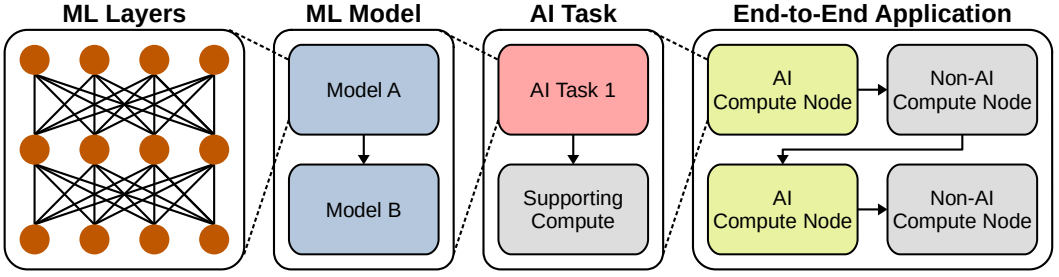 ML Layers
ML Model
AI Task
End-to-End Application
Model A
Model B
AI Task 1
Supporting
Compute
AI
Compute Node
Non-AI
Compute Node
AI
Compute Node
Non-AI
Compute Node